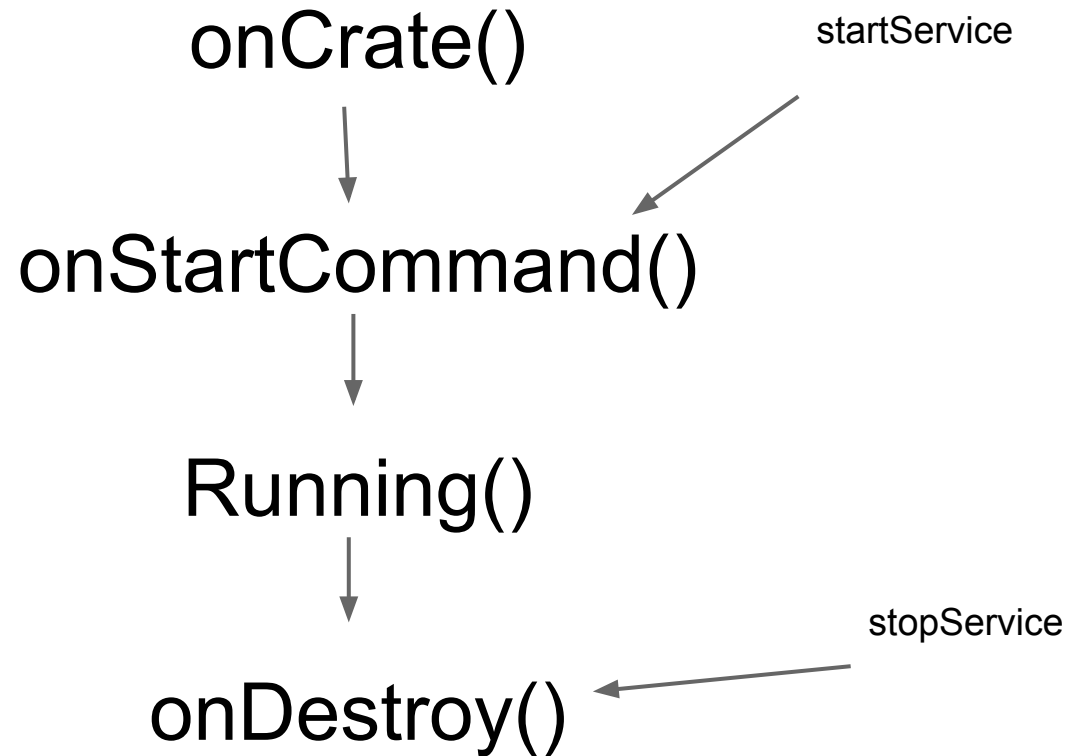 onCrate()
startService
onStartCommand()
Running()
stopService
onDestroy()